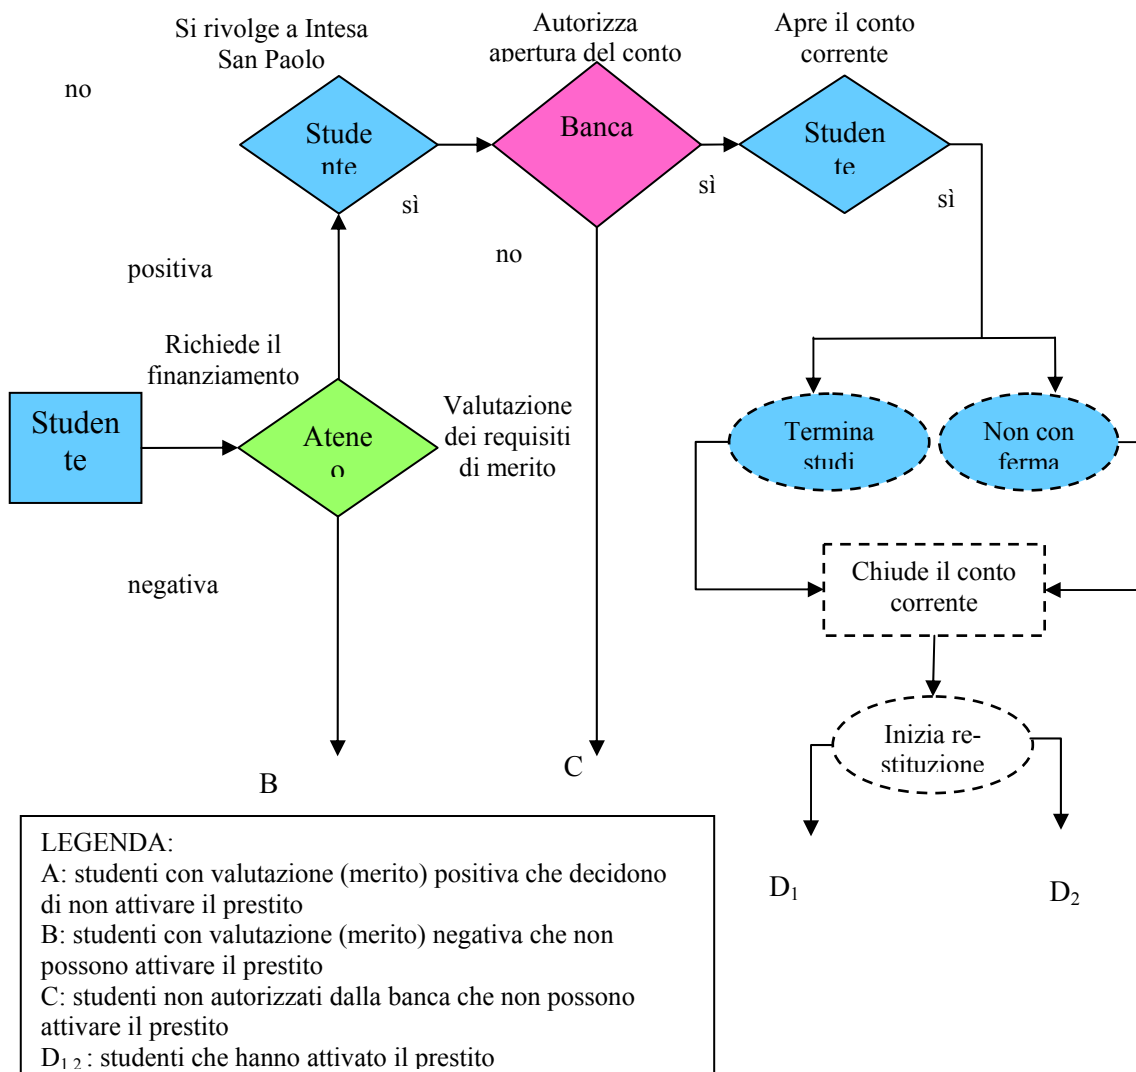 Si rivolge a Intesa
San Paolo
Autorizza
apertura del conto
Apre il conto
corrente
no
Stude
nte
Banca
Studen
te
sì
sì
sì
no
positiva
Richiede il
finanziamento
Studen
te
Atene
o
Valutazione
dei requisiti
di merito
Termina
studi
Non con
ferma
negativa
Chiude il conto
corrente
Inizia re-
stituzione
B
C
D1
D2
LEGENDA:
A: studenti con valutazione (merito) positiva che decidono
di non attivare il prestito
B: studenti con valutazione (merito) negativa che non
possono attivare il prestito
C: studenti non autorizzati dalla banca che non possono
attivare il prestito
D1,2 : studenti che hanno attivato il prestito